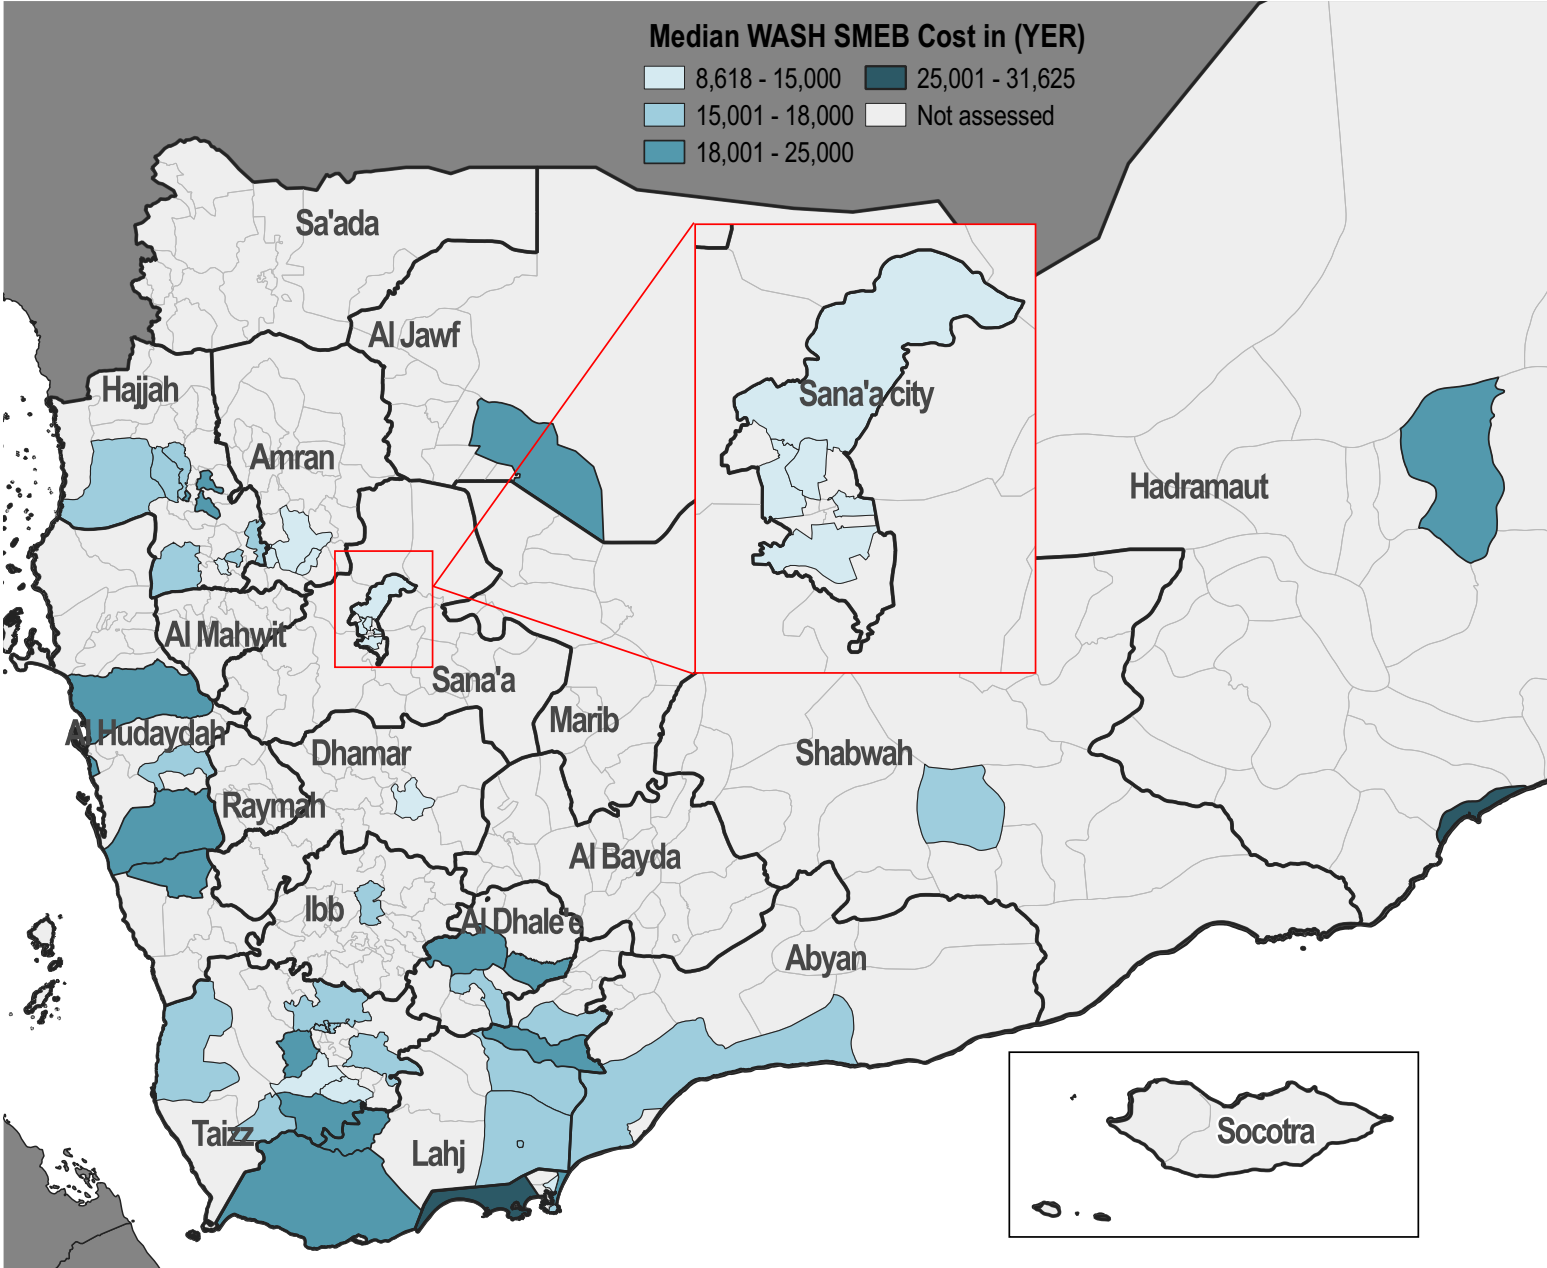 Median WASH SMEB Cost in (YER)
8,618 - 15,000
25,001 - 31,625
15,001 - 18,000
Not assessed
18,001 - 25,000
Sa'ada
Al Jawf
Hajjah
Sana'a city
Amran
Hadramaut
Al Mahwit
Sana'a
Marib
Al Hudaydah
Dhamar
Shabwah
Raymah
Al Bayda
Ibb
Al Dhale'e
Abyan
Taizz
Lahj
Socotra